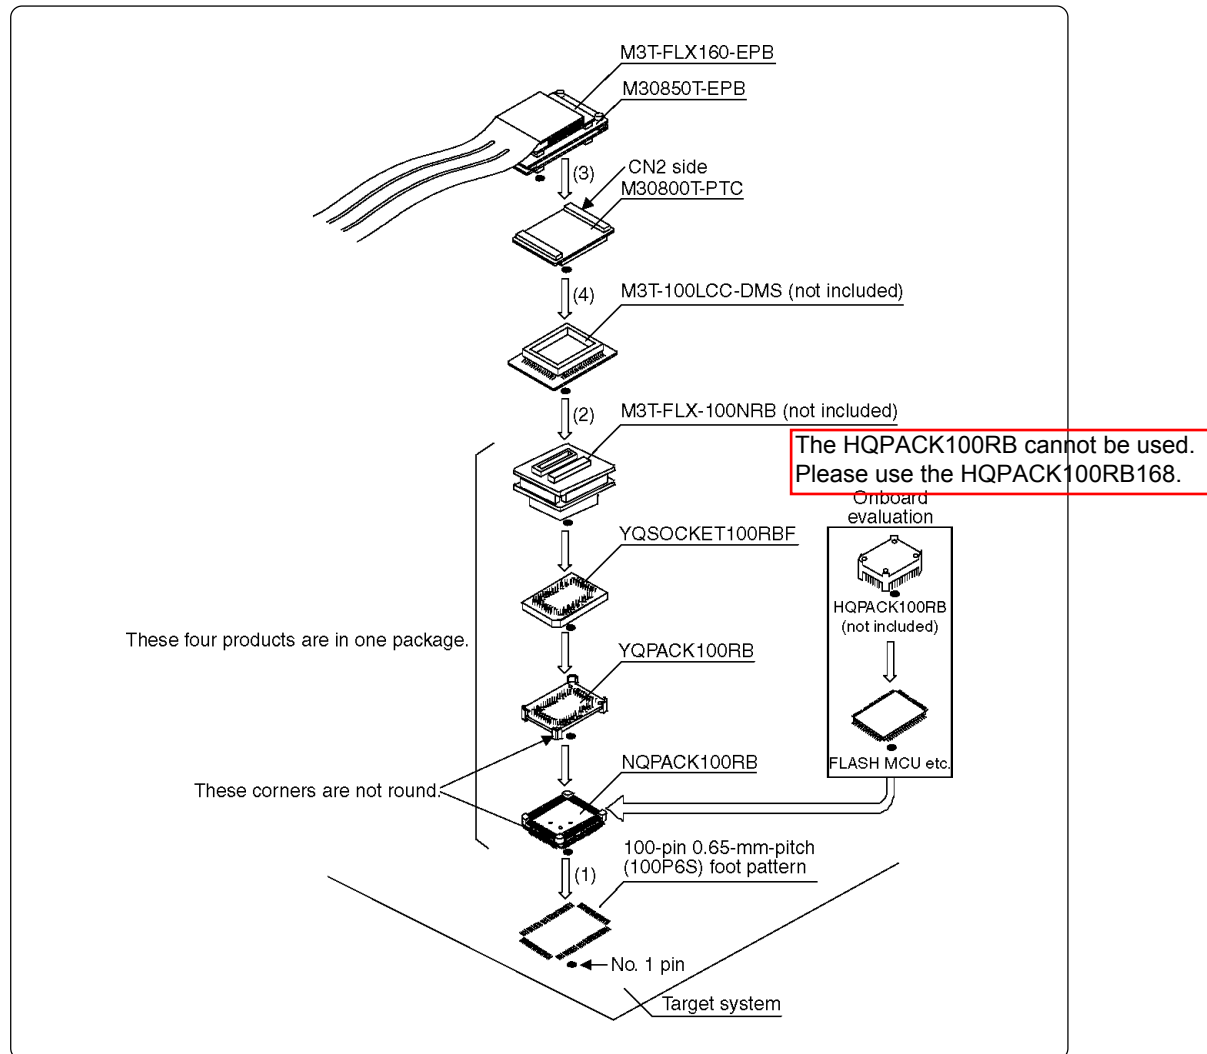 M3T-FLX160-EPB
M30850T-EPB
(3)
CN2 side
M30800T-PTC
(4)
M3T-100LCC-DMS (not included)
(2)
M3T-FLX-100NRB (not included)
The HQPACK100RB cannot be used.
Please use the HQPACK100RB168.
Onboard
evaluation
YQSOCKET100RBF
HQPACK100RB
(not included)
These four products are in one package.
YQPACK100RB
FLASH MCU etc.
NQPACK100RB
These corners are not round.
100-pin 0.65-mm-pitch
(100P6S) foot pattern
(1)
No. 1 pin
Target system